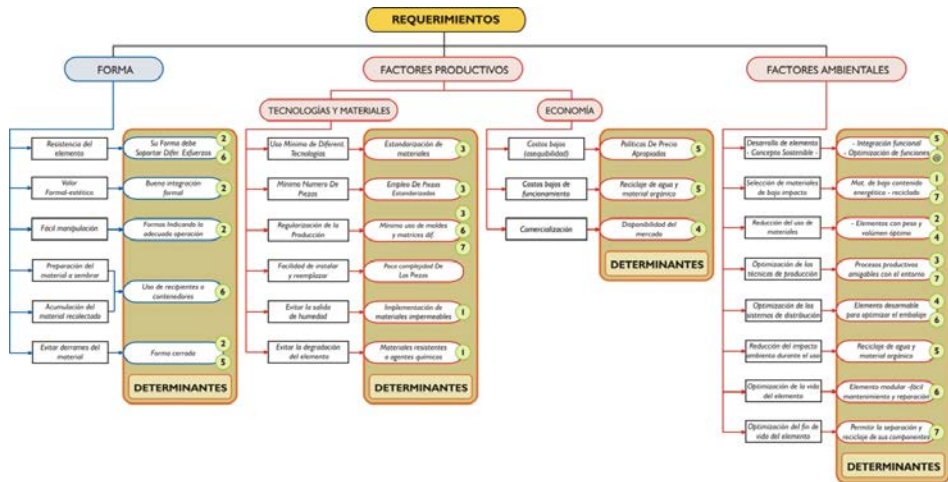 REQUERIMIENTOS
FORMA
FACTORES PRODUCTIVOS
FACTORES AMBIENTALES
TECNOLOGÍAS Y MATERIALES
ECONOMÍA
Resistencia del
elemento
Su Forma debe
Soportar Difer. Esfuerzos
2
6
Valor
Formal-estético
Buena integración
formal
2
Fácil manipulación
Formas Indicando la
adecuada operación
2
Preparación del
material a sembrar
Acumulación del
material recolectado
Uso de recipientes o
contenedores
6
Evitar derrames del
material
Forma cerrada
2
5
DETERMINANTES
Uso Mínimo de Diferent.
Tecnologías
Estandarización de
materiales
3
Mínimo Numero De
Piezas
Empleo De Piezas
Estandarizadas
3
Regularización de la
Producción
Mínimo uso de moldes
y matrices dif
3
6
7
Facilidad de instalar
y reemplazar
Poca complejidad De
Las Piezas
Evitar la salida
de humedad
Implementación de
materiales impermeables
1
Evitar la degradación
del elemento
Materiales resistentes
a agentes químicos
1
DETERMINANTES
Costos bajos
(asequibilidad)
Políticas De Precio
Apropiadas
5
Costos bajos de
funcionamiento
Reciclaje de agua y
material orgánico
5
Comercialización
Disponibilidad del
mercado
4
DETERMINANTES
Desarrollo de elemento
- Concepto Sostenible -
- Integración funcional
- Optimización de funciones
5
Selección de materiales
de bajo impacto
Mat. de bajo contenido
energético - reciclado
1
7
Reducción del uso de
materiales
- Elementos con peso y
volúmen óptimo
2
4
Optimización de las
técnicas de producción
Procesos productivos
amigables con el entorno
3
7
Optimización de los
sistemas de distribución
Elemento desarmable
para optimizar el embalaje
4
6
Reducción del impacto
ambiente durante el uso
Reciclaje de agua y
material orgánico
5
Optimización de la vida
del elemento
Elemento modular -fácil
mantenimiento y reparación
6
Optimización del fin de
vida del elemento
Permitir la separación y
reciclaje de sus componentes
7
DETERMINANTES